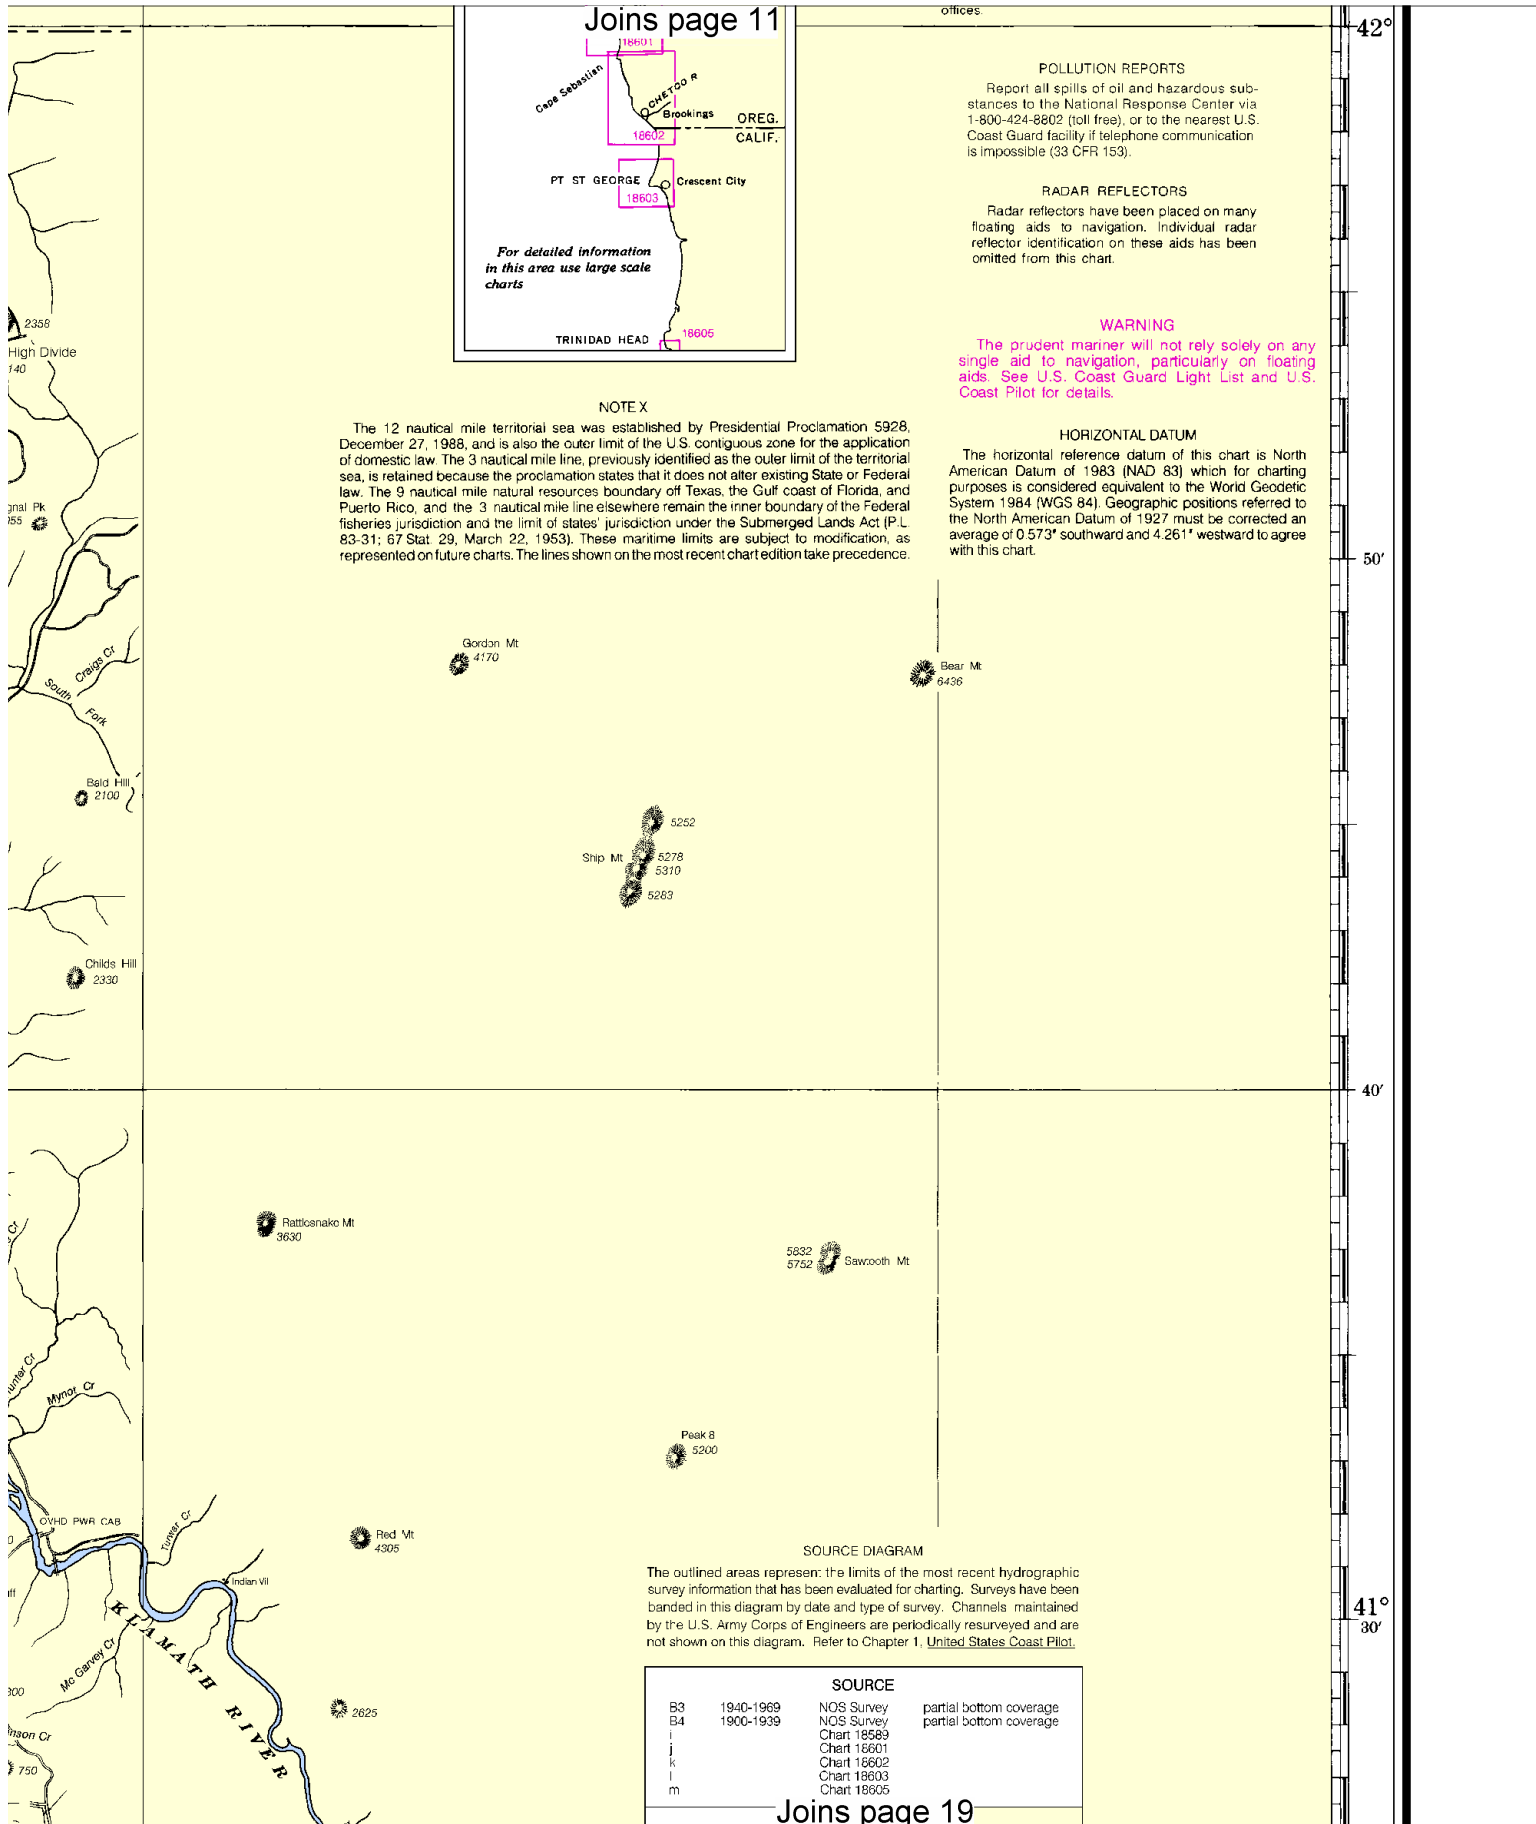 offices.
Joins page 11
42°
18601
Cape Sebastian
CHETCO R
Brookings
OREG.
CALIF.
18602
PT ST GEORGE
Crescent City
18603
For detailed information
in this area use large scale
charts
TRINIDAD HEAD
18605
POLLUTION REPORTS
Report all spills of oil and hazardous sub-
stances to the National Response Center via
1-800-424-8802 (toll free), or to the nearest U.S.
Coast Guard facility if telephone communication
is impossible (33 CFR 153).
RADAR REFLECTORS
Radar reflectors have been placed on many
floating aids to navigation. Individual radar
reflector identification on these aids has been
omitted from this chart.
WARNING
The prudent mariner will not rely solely on any
single aid to navigation, particularly on floating
aids. See U.S. Coast Guard Light List and U.S.
Coast Pilot for details.
2358
High Divide
140
NOTE X
The 12 nautical mile territorial sea was established by Presidential Proclamation 5928,
December 27, 1988, and is also the outer limit of the U.S. contiguous zone for the application
of domestic law. The 3 nautical mile line, previously identified as the outer limit of the territorial
sea, is retained because the proclamation states that it does not alter existing State or Federal
law. The 9 nautical mile natural resources boundary off Texas, the Gulf coast of Florida, and
Puerto Rico, and the 3 nautical mile line elsewhere remain the inner boundary of the Federal
fisheries jurisdiction and the limit of states' jurisdiction under the Submerged Lands Act (P.L.
83-31; 67 Stat. 29, March 22, 1953). These maritime limits are subject to modification, as
represented on future charts. The lines shown on the most recent chart edition take precedence.
HORIZONTAL DATUM
The horizontal reference datum of this chart is North
American Datum of 1983 (NAD 83) which for charting
purposes is considered equivalent to the World Geodetic
System 1984 (WGS 84). Geographic positions referred to
the North American Datum of 1927 must be corrected an
average of 0.573" southward and 4.261" westward to agree
with this chart.
gnal Pk
055
50'
Gordon Mt
4170
Bear Mt
6436
Craigs Cr
South
Fork
Bald Hill
2100
5252
Ship Mt
5278
5310
5283
Childs Hill
2330
40'
Rattlesnake Mt
3630
5832
5752
Sawtooth Mt
Cr
unter Cr
Mynot Cr
Peak 8
5200
OVHD PWR CAB
Turwar Cr
Red Mt
4305
Indian Vil
SOURCE DIAGRAM
The outlined areas represent the limits of the most recent hydrographic
survey information that has been evaluated for charting. Surveys have been
banded in this diagram by date and type of survey. Channels maintained
by the U.S. Army Corps of Engineers are periodically resurveyed and are
not shown on this diagram. Refer to Chapter 1, United States Coast Pilot.
41°
30'
KLAMATH RIVER
Mc Garvey Cr
300
2625
nson Cr
750
SOURCE
B3 1940-1969 NOS Survey partial bottom coverage
B4 1900-1939 NOS Survey partial bottom coverage
i Chart 18589
j Chart 18601
k Chart 18602
l Chart 18603
m Chart 18605
Joins page 19